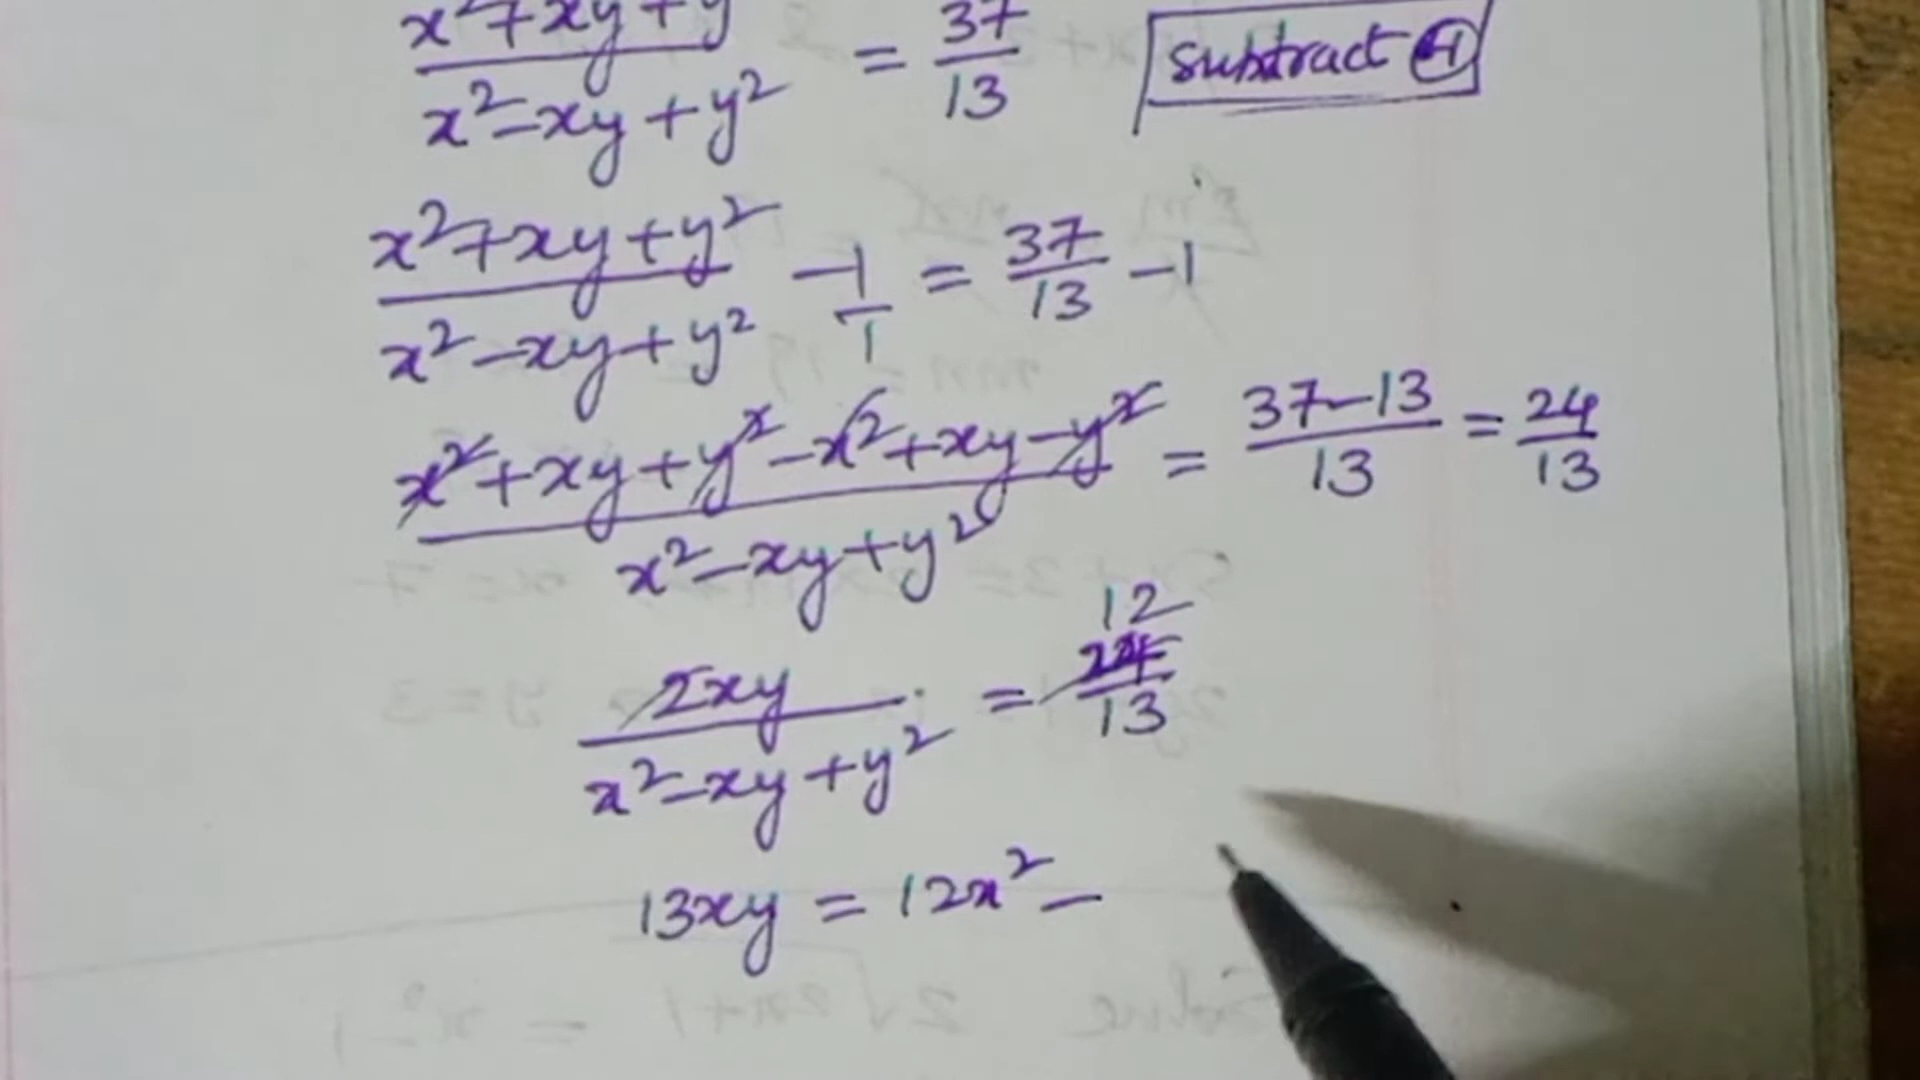 x²+xy+y² / x²-xy+y² = 37/13 subtract -1
x²+xy+y² / x²-xy+y² - 1/1 = 37/13 - 1
x²+xy+y²-x²+xy-y² / x²-xy+y² = 37-13 / 13 = 24/13
2xy / x²-xy+y² = 24/13 12
13xy = 12x² -